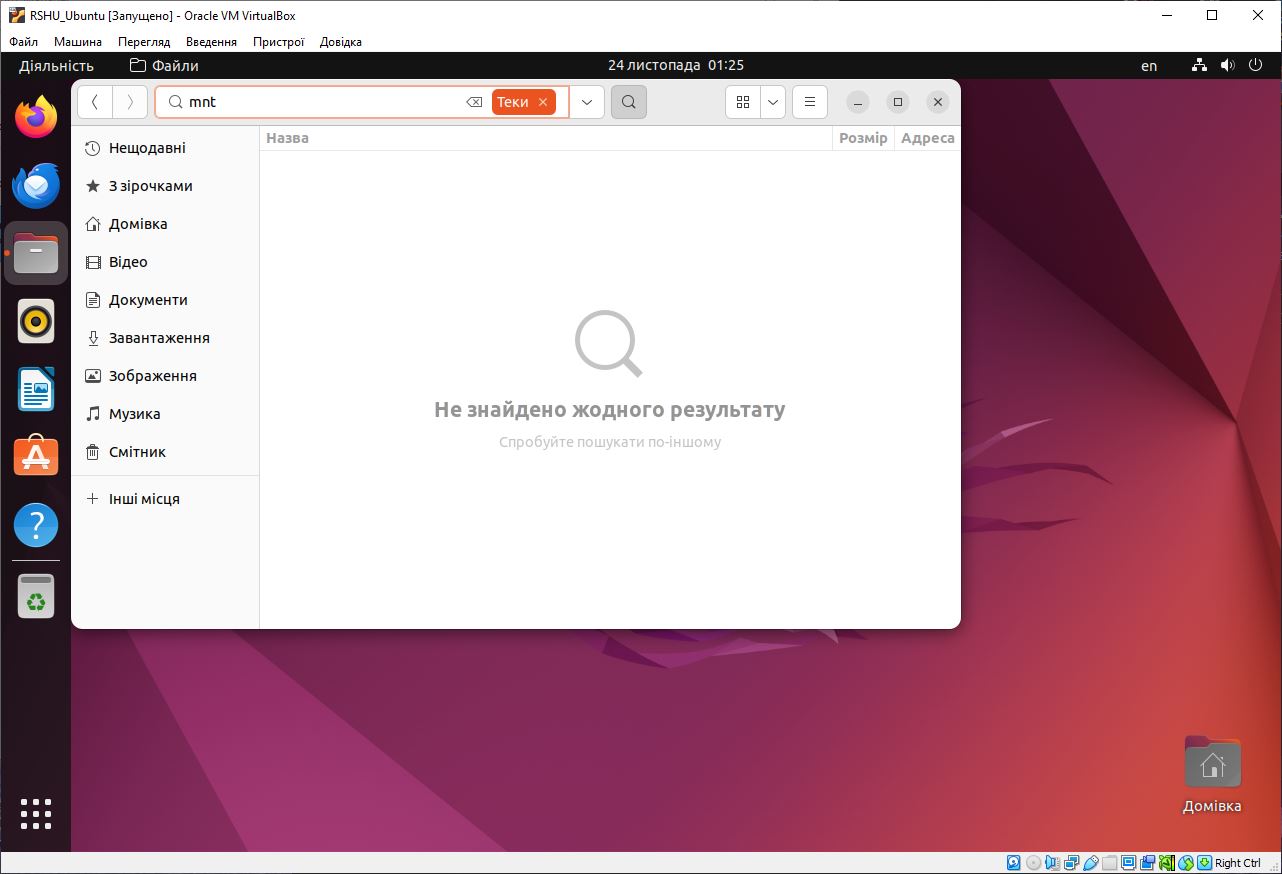 RSHU_Ubuntu [Запущено] - Oracle VM VirtualBox
Файл Машина Перегляд Введення Пристрої Довідка
Діяльність Файли 24 листопада 01:25 en
mnt Теки
Нещодавні
З зірочками
Домівка
Відео
Документи
Завантаження
Зображення
Музика
Смітник
Інші місця
Назва Розмір Адреса
Не знайдено жодного результату
Спробуйте пошукати по-іншому
Домівка
Right Ctrl